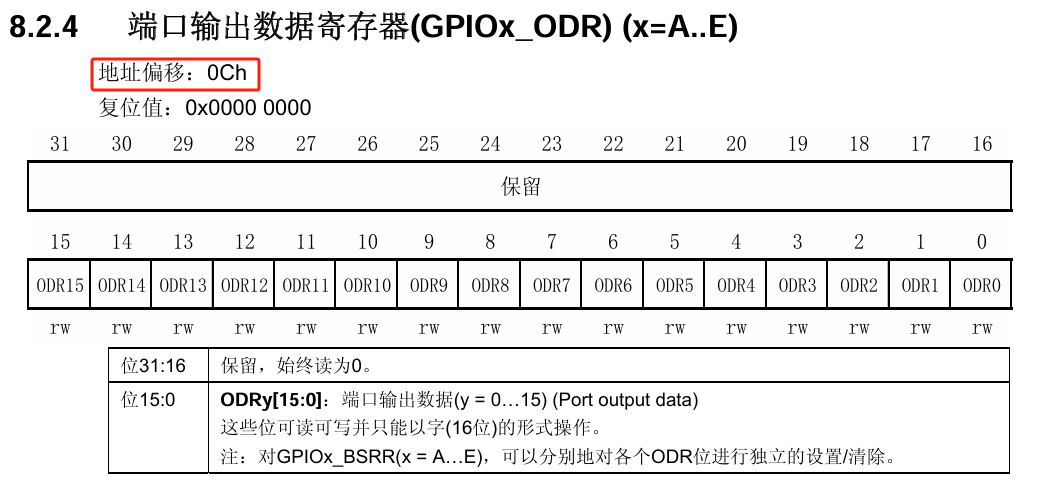 8.2.4 端口输出数据寄存器(GPIOx_ODR) (x=A..E)
地址偏移：0Ch
复位值：0x0000 0000
31 30 29 28 27 26 25 24 23 22 21 20 19 18 17 16
保留
15 14 13 12 11 10 9 8 7 6 5 4 3 2 1 0
ODR15 ODR14 ODR13 ODR12 ODR11 ODR10 ODR9 ODR8 ODR7 ODR6 ODR5 ODR4 ODR3 ODR2 ODR1 ODR0
rw rw rw rw rw rw rw rw rw rw rw rw rw rw rw rw
位31:16 保留，始终读为0。
位15:0 ODRy[15:0]：端口输出数据(y = 0…15) (Port output data)
这些位可读可写并只能以字(16位)的形式操作。
注：对GPIOx_BSRR(x = A…E)，可以分别地对各个ODR位进行独立的设置/清除。